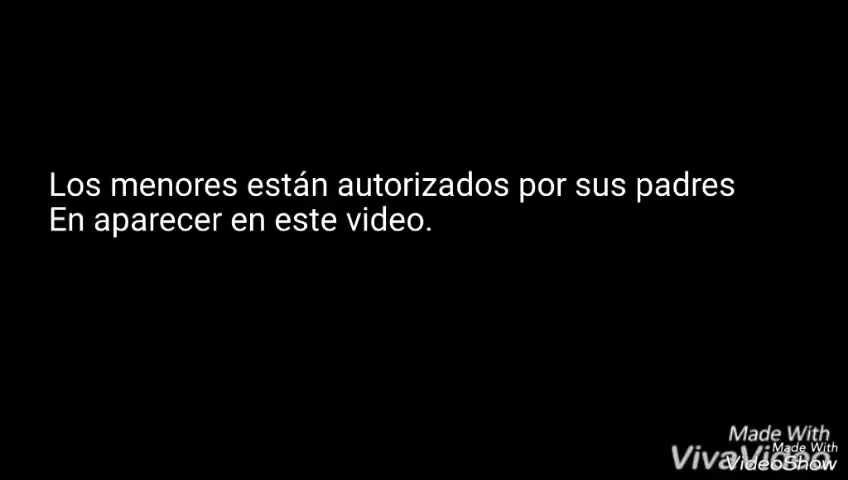 Los menores están autorizados por sus padres
En aparecer en este video.
Made With
VivaVideo
Made With
VideoShow